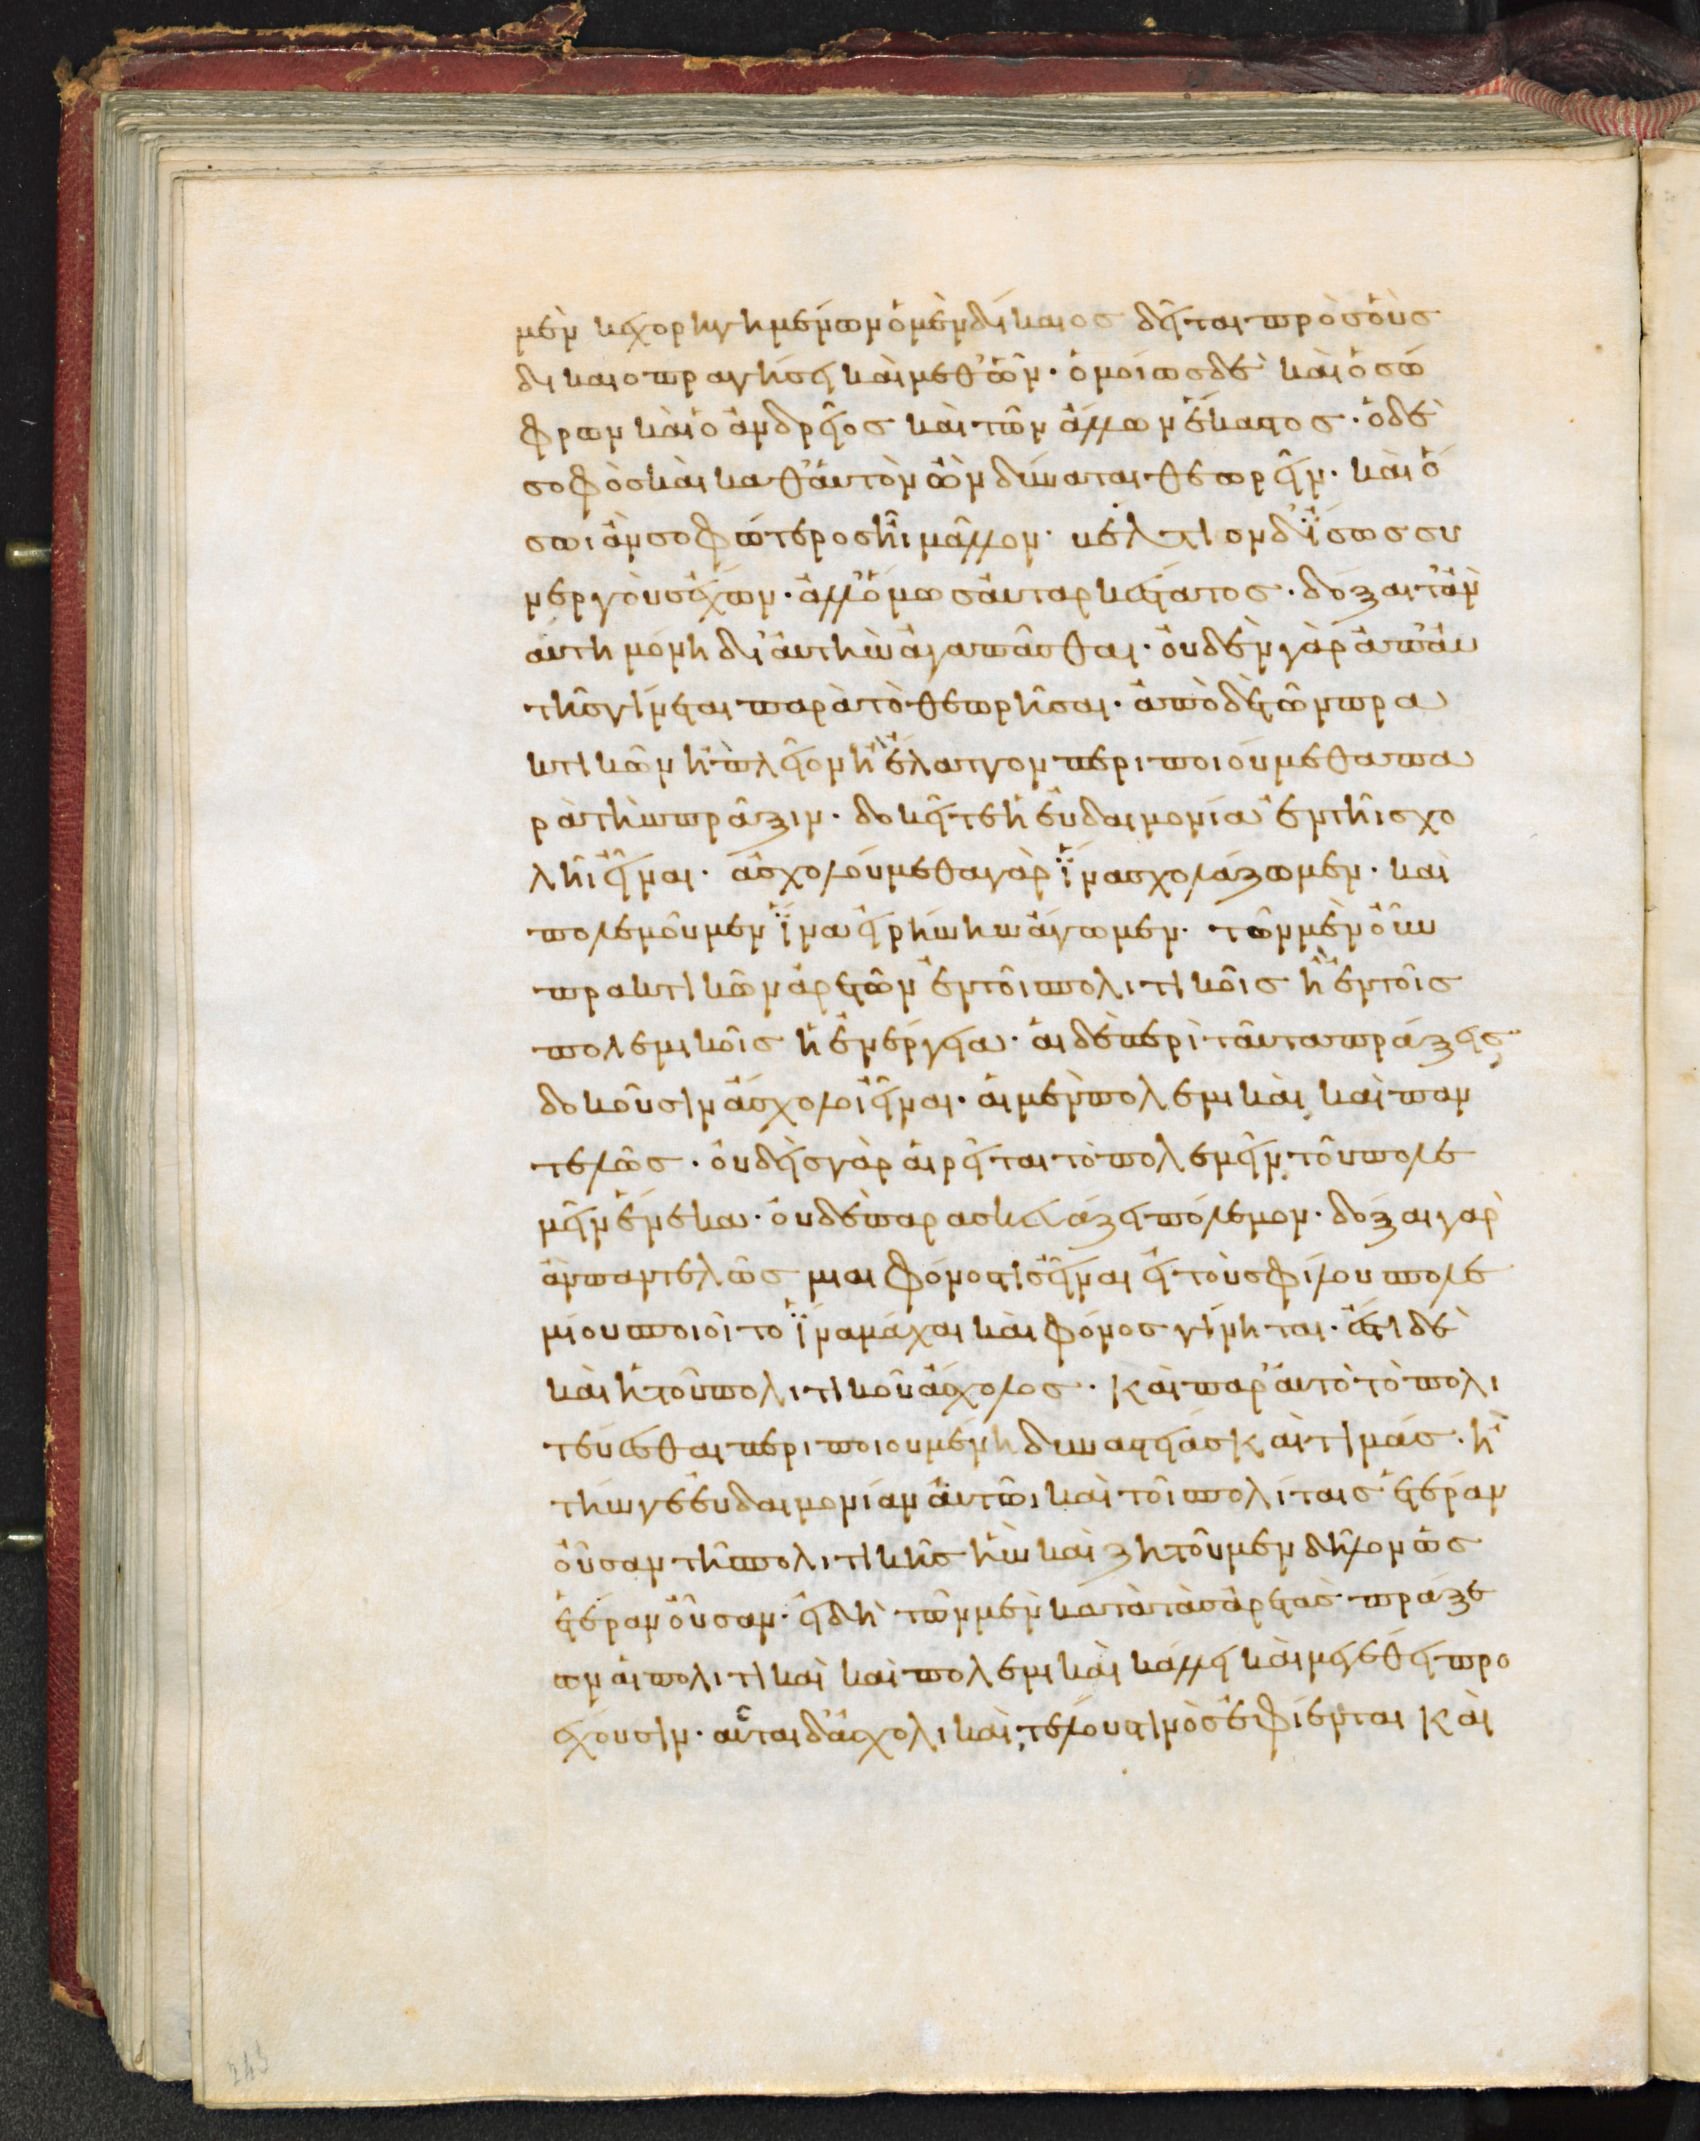 μὲν κεχορηγημένων ὁ μὲν δίκαιος δεῖται πρὸς οὓς
δικαιοπραγήσει καὶ μεθ' ὧν · ὁμοίως δὲ καὶ ὁ σώ
φρων καὶ ὁ ἀνδρεῖος καὶ τῶν ἄλλων ἕκαστος · ὁ δὲ
σοφὸς καὶ καθ' αὑτὸν ὢν δύναται θεωρεῖν · καὶ ὅ
σωι ἂν σοφώτερος ἦι μᾶλλον · βέλτιον δ' ἴσως συ
νεργοὺς ἔχων · ἀλλ' ὅμως αὐταρκέστατος · δόξαι τ' ἂν
αὐτὴ μόνη δι' αὑτὴν ἀγαπᾶσθαι · οὐδὲν γὰρ ἀπ' αὐ
τῆς γίνεται παρὰ τὸ θεωρῆσαι · ἀπὸ δὲ τῶν πρα
κτικῶν ἢ πλεῖον ἢ ἔλαττον περιποιούμεθα πα
ρὰ τὴν πρᾶξιν · δοκεῖ τε ἡ εὐδαιμονία ἐν τῆι σχο
λῆι εἶναι · ἀσχολούμεθα γὰρ ἵνα σχολάζωμεν · καὶ
πολεμοῦμεν ἵνα εἰρήνην ἄγωμεν · τῶν μὲν οὖν
πρακτικῶν ἀρετῶν ἐν τοῖς πολιτικοῖς ἢ ἐν τοῖς
πολεμικοῖς ἡ ἐνέργεια · αἱ δὲ περὶ ταῦτα πράξεις
δοκοῦσιν ἄσχολοι εἶναι · αἱ μὲν πολεμικαὶ καὶ παν
τελῶς · οὐδεὶς γὰρ αἱρεῖται τὸ πολεμεῖν τοῦ πολε
μεῖν ἕνεκα · οὐδὲ παρασκευάζει πόλεμον · δόξαι γὰρ
ἂν παντελῶς μιαιφόνος τὶς εἶναι εἰ τοὺς φίλους πολε
μίους ποιοῖτο ἵνα μάχαι καὶ φόνος γίνηται · ἔστι δὲ
καὶ ἡ τοῦ πολιτικοῦ ἄσχολος · καὶ παρ' αὐτὸ τὸ πολι
τεύεσθαι περιποιουμένη δυναστείας καὶ τιμάς · ἢ
τήν γε εὐδαιμονίαν αὑτῶι καὶ τοῖς πολίταις ἑτέραν
οὖσαν τῆς πολιτικῆς ἣν καὶ ζητοῦμεν δῆλον ὡς
ἑτέραν οὖσαν · εἰ δὴ τῶν μὲν κατὰ τὰς ἀρετὰς πράξε
ων αἱ πολιτικαὶ καὶ πολεμικαὶ κάλλει καὶ μεγέθει προ
έχουσιν · αὗται δ' ἄσχολοι καὶ τέλους τινὸς ἐφίενται καὶ
243